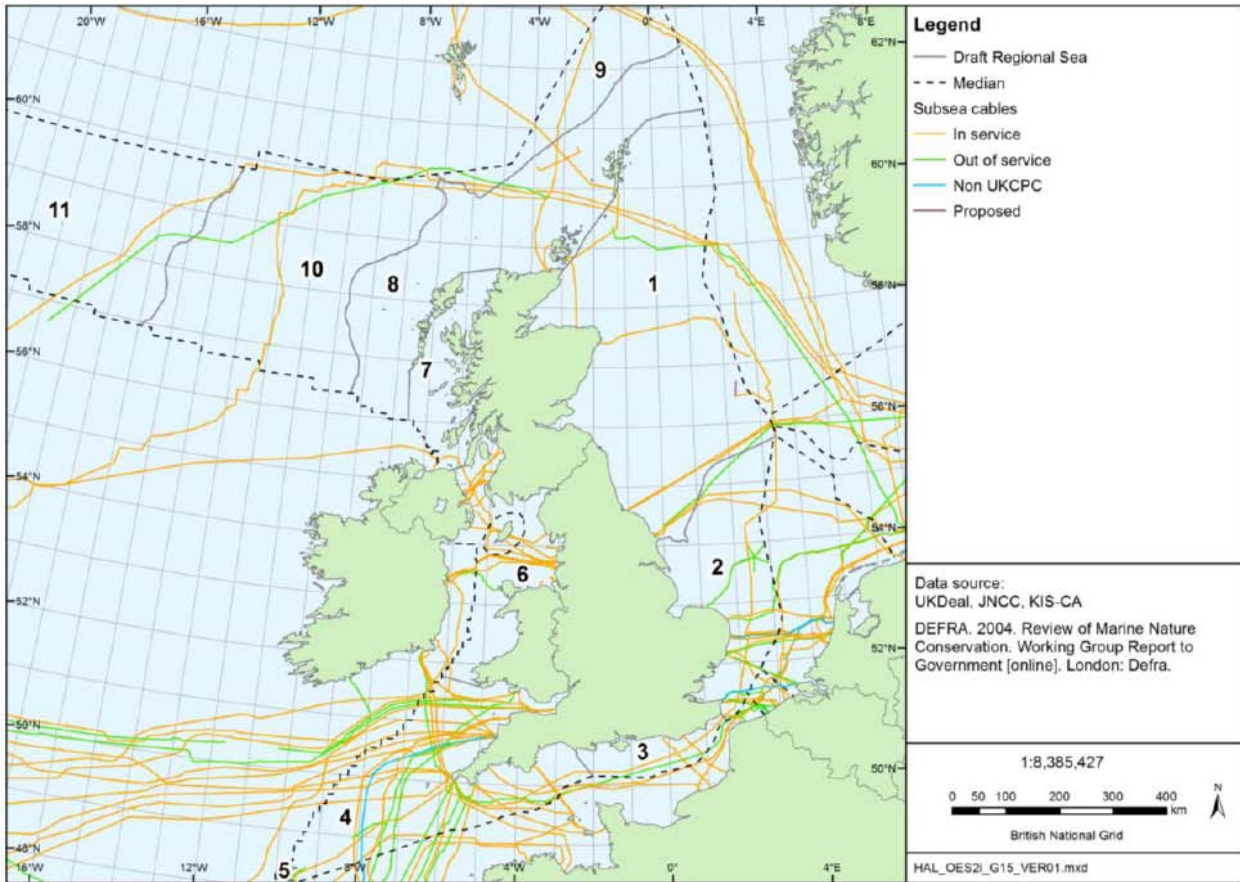 20°W 16°W 12°W 8°W 4°W 0° 4°E
62°N
60°N
60°N
58°N
58°N
56°N
56°N
54°N
54°N
52°N
52°N
50°N
50°N
48°N
16°W 12°W 8°W 4°W 0° 4°E
9
11
10
8
1
7
2
6
3
4
5
Legend
Draft Regional Sea
Median
Subsea cables
In service
Out of service
Non UKCPC
Proposed
Data source:
UKDeal, JNCC, KIS-CA
DEFRA. 2004. Review of Marine Nature
Conservation. Working Group Report to
Government [online]. London: Defra.
1:8,385,427
0 50 100 200 300 400
km
N
British National Grid
HAL_OES2I_G15_VER01.mxd